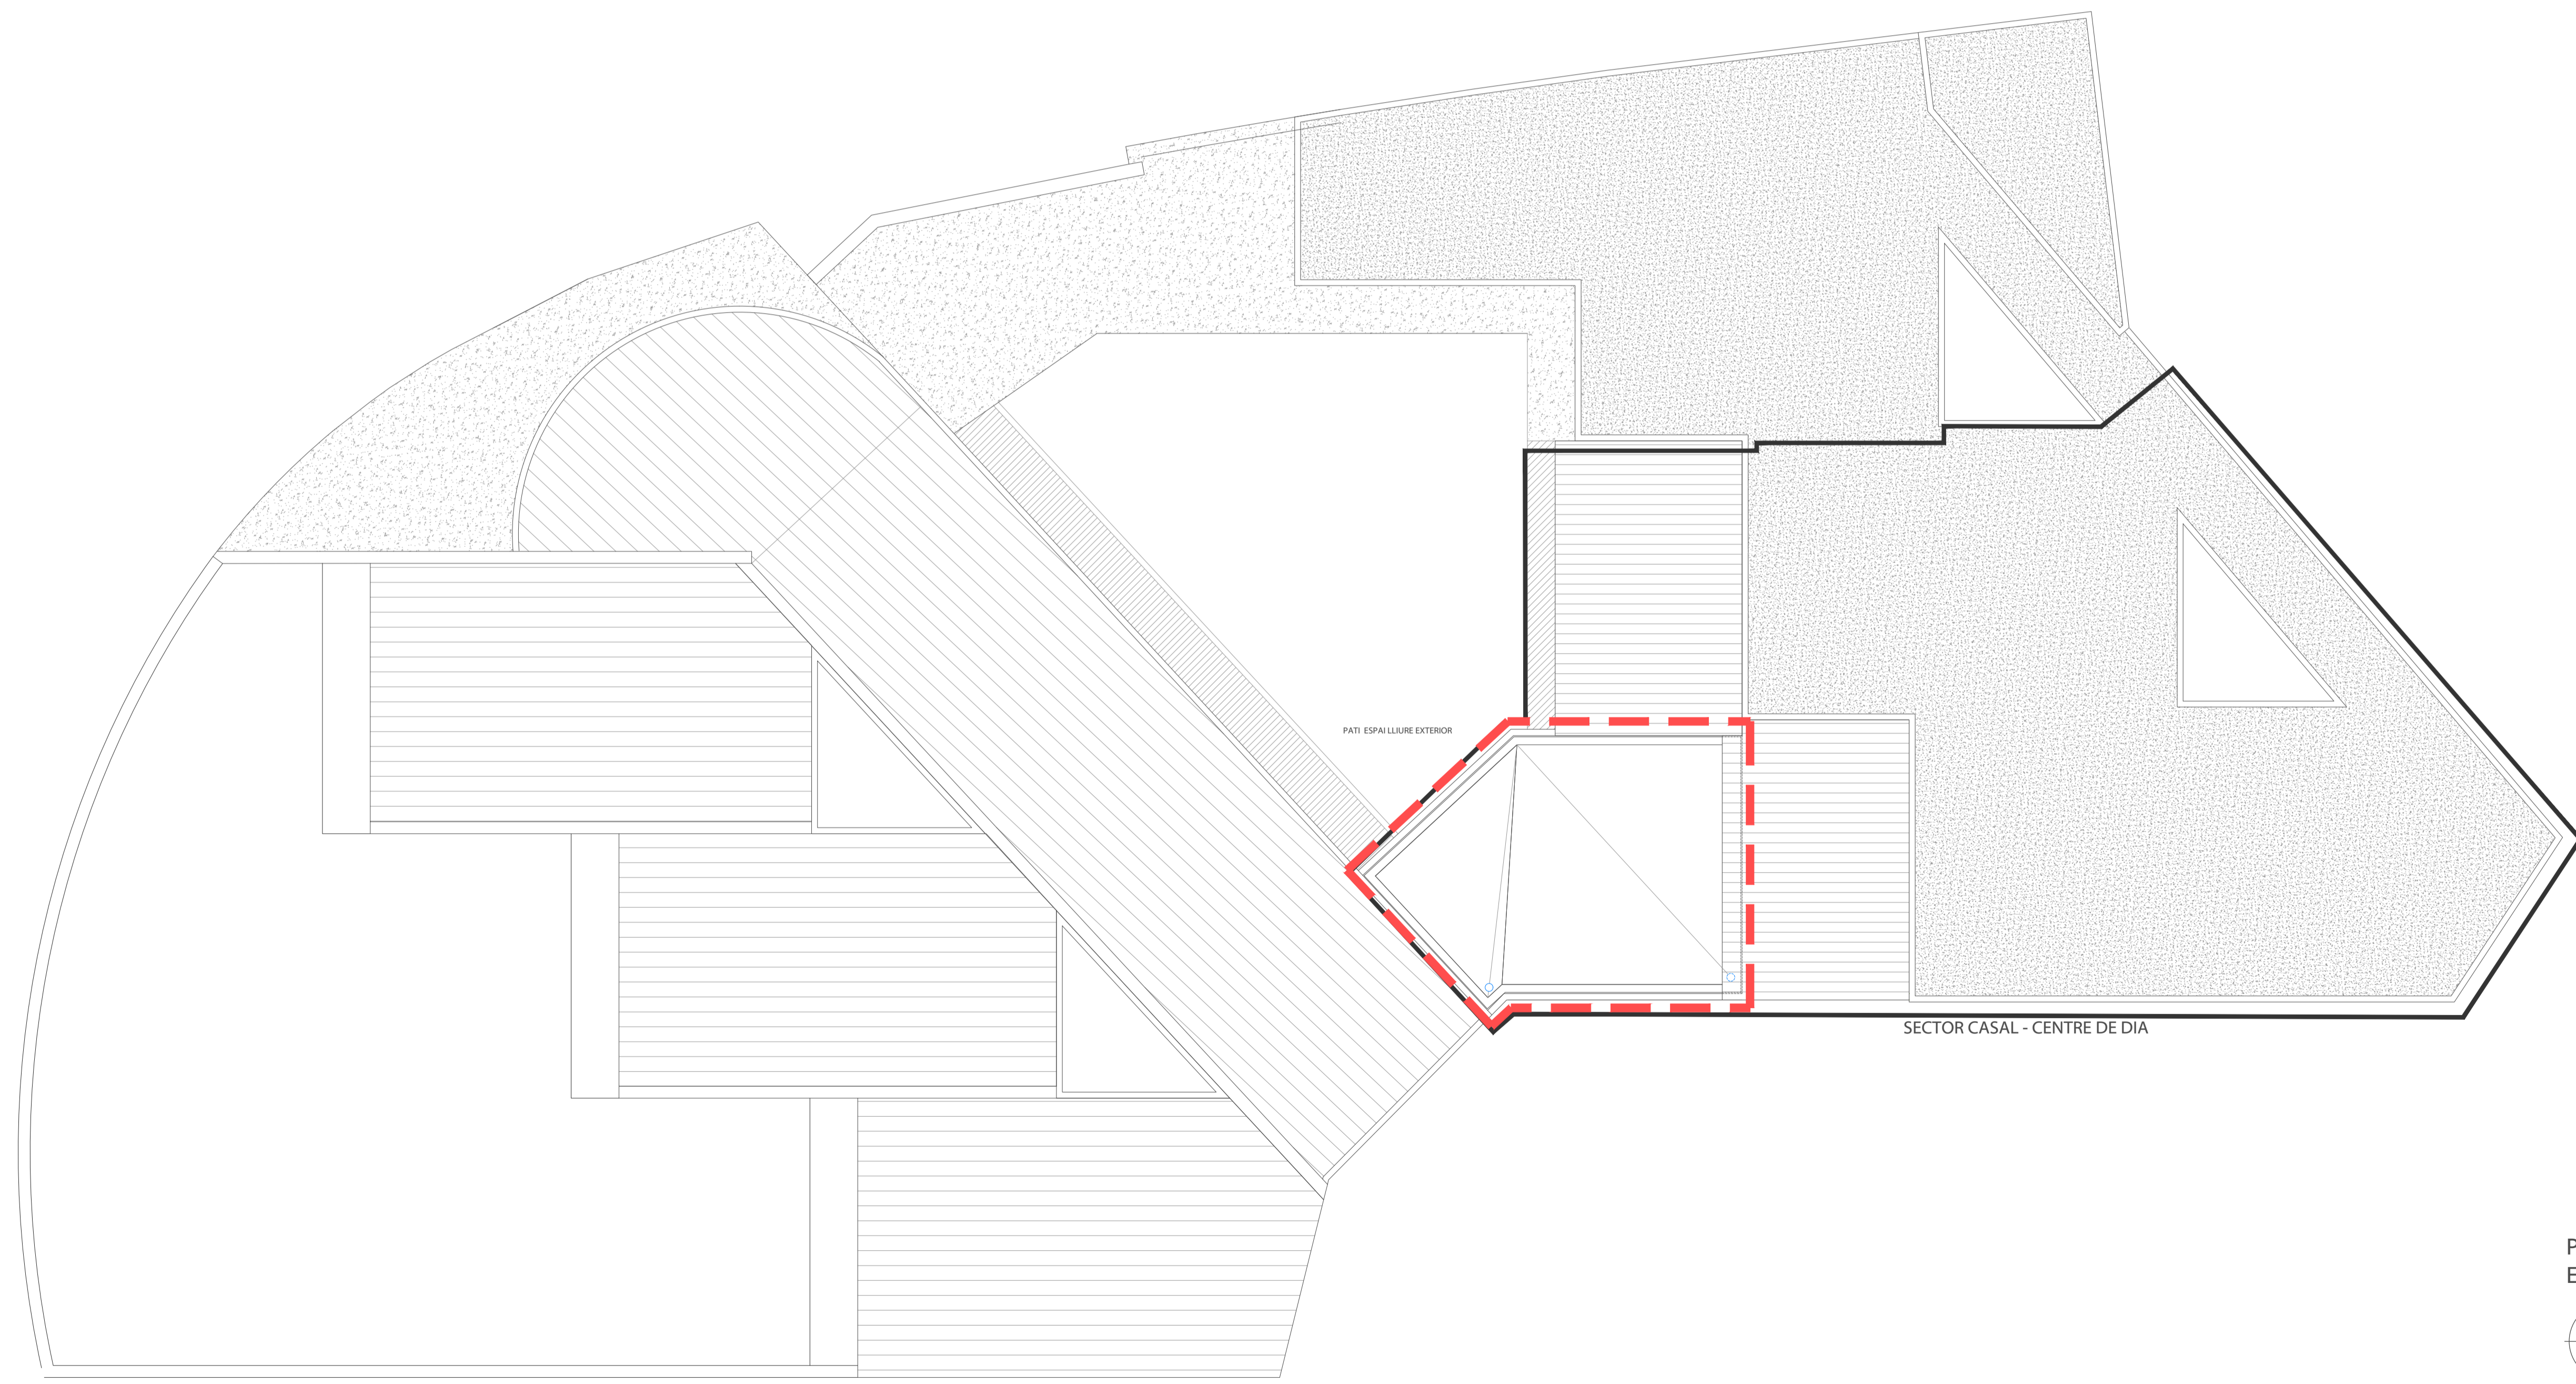 PATI ESPAI LLIURE EXTERIOR
SECTOR CASAL - CENTRE DE DIA
P
E